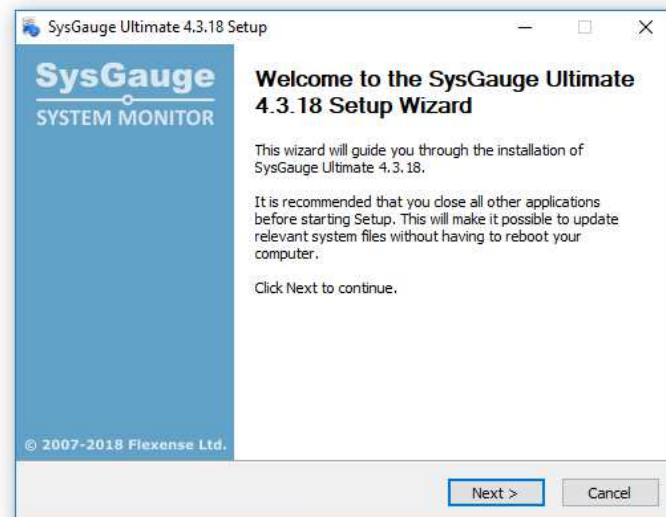 SysGauge Ultimate 4.3.18 Setup
SysGauge
SYSTEM MONITOR
Welcome to the SysGauge Ultimate
4.3.18 Setup Wizard
This wizard will guide you through the installation of
SysGauge Ultimate 4.3.18.
It is recommended that you close all other applications
before starting Setup. This will make it possible to update
relevant system files without having to reboot your
computer.
Click Next to continue.
© 2007-2018 Flexense Ltd.
Next >
Cancel